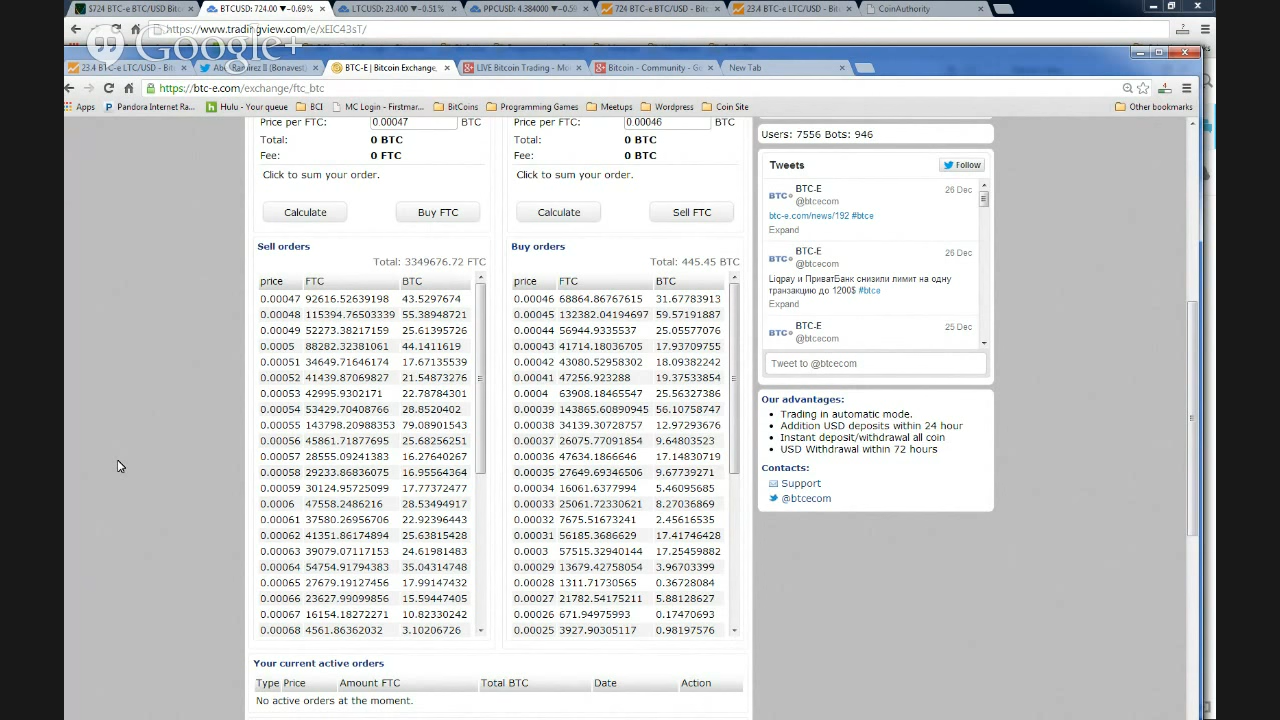 $724 BTC-e BTC/USD Bitc
BTCUSD: 724.00 ▼−0.69%
LTCUSD: 23.400 ▼−0.51%
PPCUSD: 4.384000 ▼−0.5
724 BTC-e BTC/USD - Bi
23.4 BTC-e LTC/USD - Bi
CoinAuthority
https://www.tradingview.com/e/xEIC43sT/
Google+
23.4 BTC-e LTC/USD - Bi
Abel Ramirez II (Bonavest)
BTC-E | Bitcoin Exchange,
LIVE Bitcoin Trading - Mo
Bitcoin - Community - Go
New Tab
https://btc-e.com/exchange/ftc_btc
Apps
Pandora Internet Ra...
Hulu - Your queue
BCI
MC Login - Firstmar...
BitCoins
Programming Games
Meetups
Wordpress
Coin Site
Other bookmarks
Price per FTC: 0.00047 BTC
Total: 0 BTC
Fee: 0 FTC
Click to sum your order.
Calculate
Buy FTC
Price per FTC: 0.00046 BTC
Total: 0 BTC
Fee: 0 BTC
Click to sum your order.
Calculate
Sell FTC
Sell orders
Total: 3349676.72 FTC
price FTC BTC
0.00047 92616.52639198 43.5297674
0.00048 115394.76503339 55.38948721
0.00049 52273.38217159 25.61395726
0.0005 88282.32381061 44.1411619
0.00051 34649.71646174 17.67135539
0.00052 41439.87069827 21.54873276
0.00053 42995.93021171 22.78784301
0.00054 53429.70408766 28.8520402
0.00055 143798.20988353 79.08901543
0.00056 45861.71877695 25.68256251
0.00057 28555.09241383 16.27640267
0.00058 29233.86836075 16.95564364
0.00059 30124.95725099 17.77372477
0.0006 47558.2486216 28.53494917
0.00061 37580.26956706 22.92396443
0.00062 41351.86174894 25.63815428
0.00063 39079.07117153 24.61981483
0.00064 54754.91794383 35.04314748
0.00065 27679.19127456 17.99147432
0.00066 23627.99099856 15.59447405
0.00067 16154.18272271 10.82330242
0.00068 4561.86362032 3.10206726
Buy orders
Total: 445.45 BTC
price FTC BTC
0.00046 68864.86767615 31.67783913
0.00045 132382.04194697 59.57191887
0.00044 56944.9335537 25.05577076
0.00043 41714.18036705 17.93709755
0.00042 43080.52958302 18.09382242
0.00041 47256.923288 19.37533854
0.0004 63908.18465547 25.56327386
0.00039 143865.60890945 56.10758747
0.00038 34139.30728757 12.97293676
0.00037 26075.77091854 9.64803523
0.00036 47634.1866646 17.14830719
0.00035 27649.69346506 9.67739271
0.00034 16061.6377994 5.46095685
0.00033 25061.72330621 8.27036869
0.00032 7675.51673241 2.45616535
0.00031 56185.3686629 17.41746428
0.0003 57515.32940144 17.25459882
0.00029 13679.42758054 3.96703399
0.00028 1311.71730565 0.36728084
0.00027 21782.54175211 5.88128627
0.00026 671.94975993 0.17470693
0.00025 3927.90305117 0.98197576
Your current active orders
Type Price Amount FTC Total BTC Date Action
No active orders at the moment.
Users: 7556 Bots: 946
Tweets
Follow
BTC-E 26 Dec
@btcecom
btc-e.com/news/192 #btce
Expand
BTC-E 26 Dec
@btcecom
Liqpay и ПриватБанк снизили лимит на одну
транзакцию до 1200$ #btce
Expand
BTC-E 25 Dec
@btcecom
Tweet to @btcecom
Our advantages:
Trading in automatic mode.
Addition USD deposits within 24 hour
Instant deposit/withdrawal all coin
USD Withdrawal within 72 hours
Contacts:
Support
@btcecom